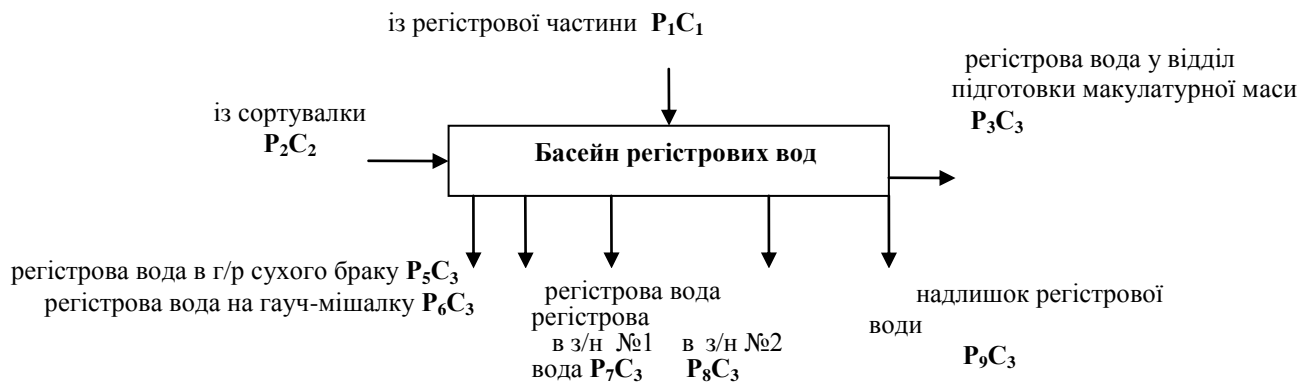 із регістрової частини P₁C₁
регістрова вода у відділ
підготовки макулатурної маси
P₃C₃
із сортувалки
P₂C₂
Басейн регістрових вод
регістрова вода в г/р сухого браку P₅C₃
регістрова вода на гауч-мішалку P₆C₃
регістрова вода
регістрова
в з/н №1 в з/н №2
вода P₇C₃ P₈C₃
надлишок регістрової
води
P₉C₃